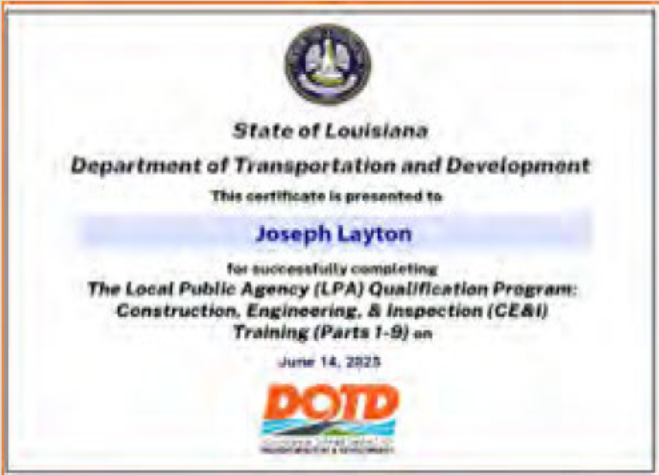 State of Louisiana
Department of Transportation and Development
This certificate is presented to
Joseph Layton
for successfully completing
The Local Public Agency (LPA) Qualification Program:
Construction, Engineering, & Inspection (CE&I)
Training (Parts 1-9) on
June 14, 2025
DOTD